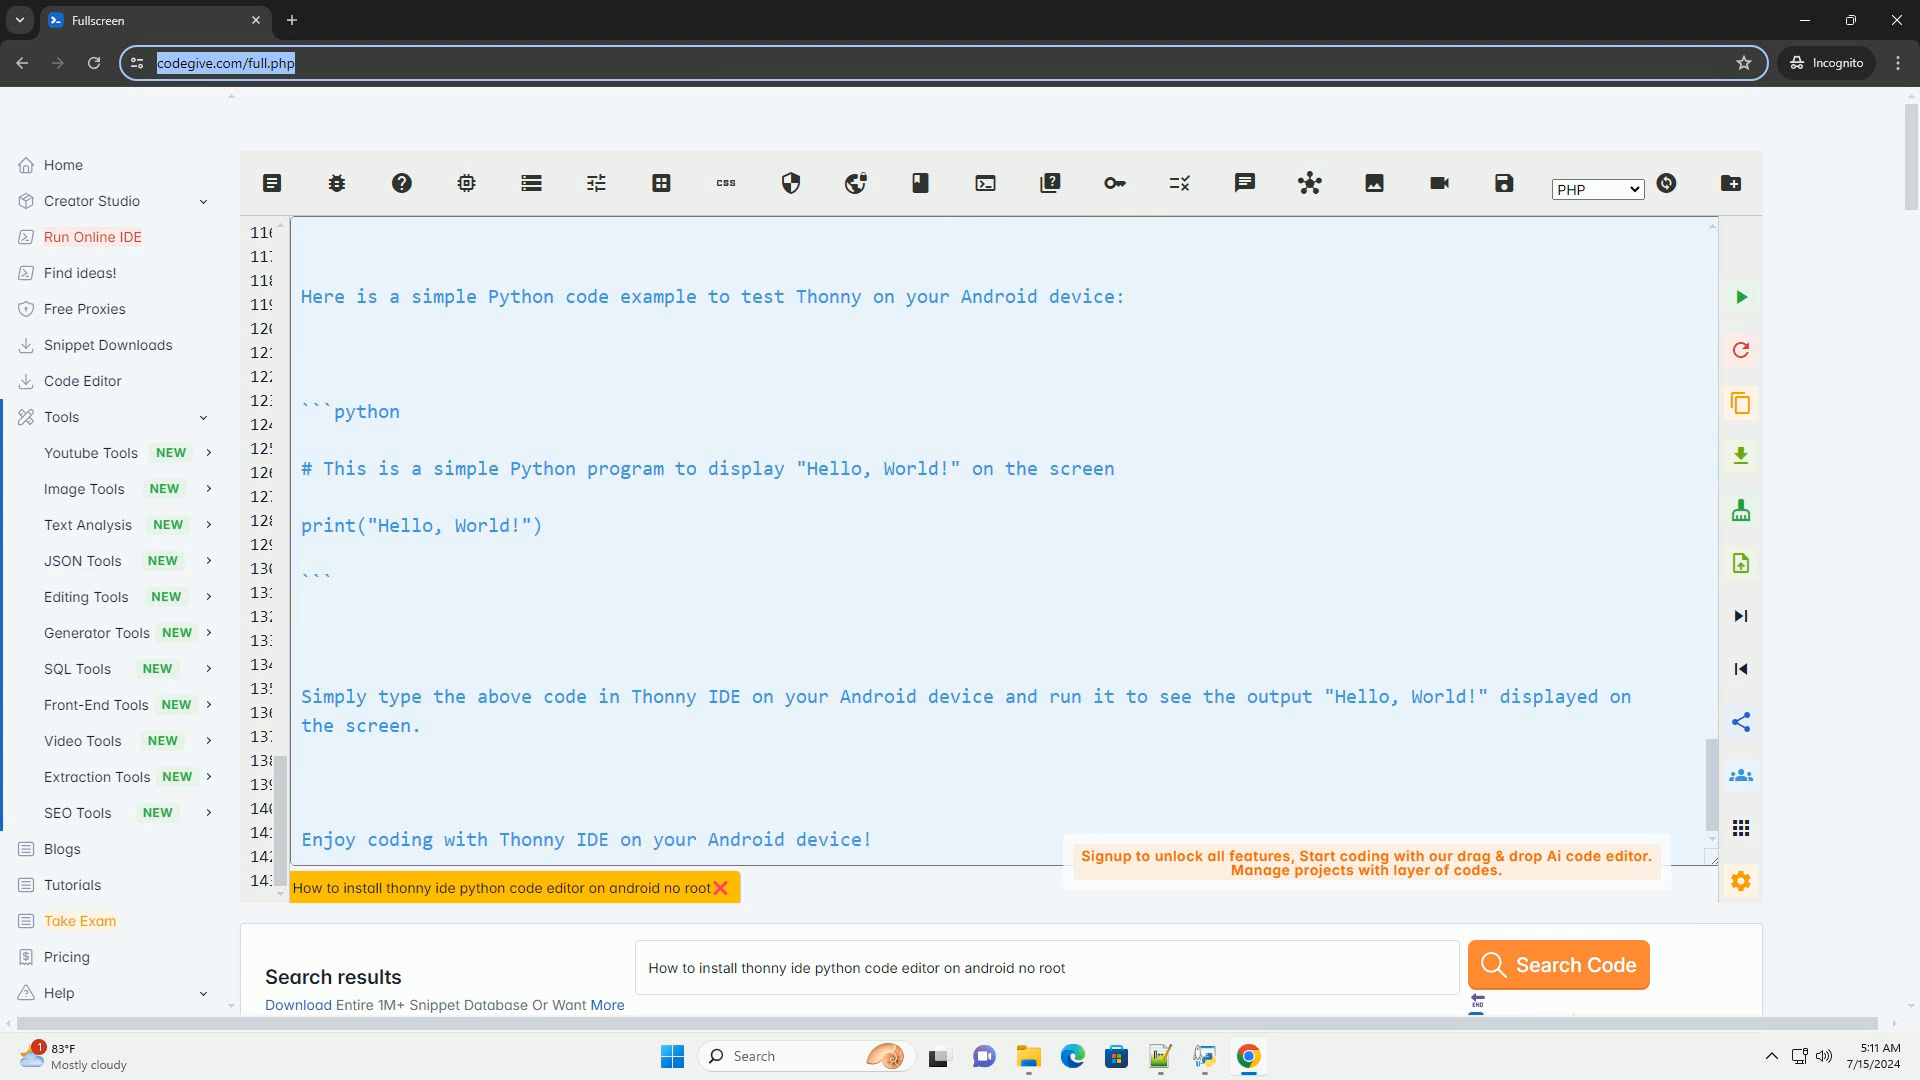 Fullscreen
codegive.com/full.php
Incognito
Home
Creator Studio
Run Online IDE
Find ideas!
Free Proxies
Snippet Downloads
Code Editor
Tools
Youtube Tools NEW
Image Tools NEW
Text Analysis NEW
JSON Tools NEW
Editing Tools NEW
Generator Tools NEW
SQL Tools NEW
Front-End Tools NEW
Video Tools NEW
Extraction Tools NEW
SEO Tools NEW
Blogs
Tutorials
Take Exam
Pricing
Help
css
PHP
Here is a simple Python code example to test Thonny on your Android device:
```python
# This is a simple Python program to display "Hello, World!" on the screen
print("Hello, World!")
```
Simply type the above code in Thonny IDE on your Android device and run it to see the output "Hello, World!" displayed on
the screen.
Enjoy coding with Thonny IDE on your Android device!
Signup to unlock all features, Start coding with our drag & drop Ai code editor.
Manage projects with layer of codes.
How to install thonny ide python code editor on android no root
Search results
How to install thonny ide python code editor on android no root
Search Code
Download Entire 1M+ Snippet Database Or Want More
END
1
83°F
Mostly cloudy
Search
5:11 AM
7/15/2024